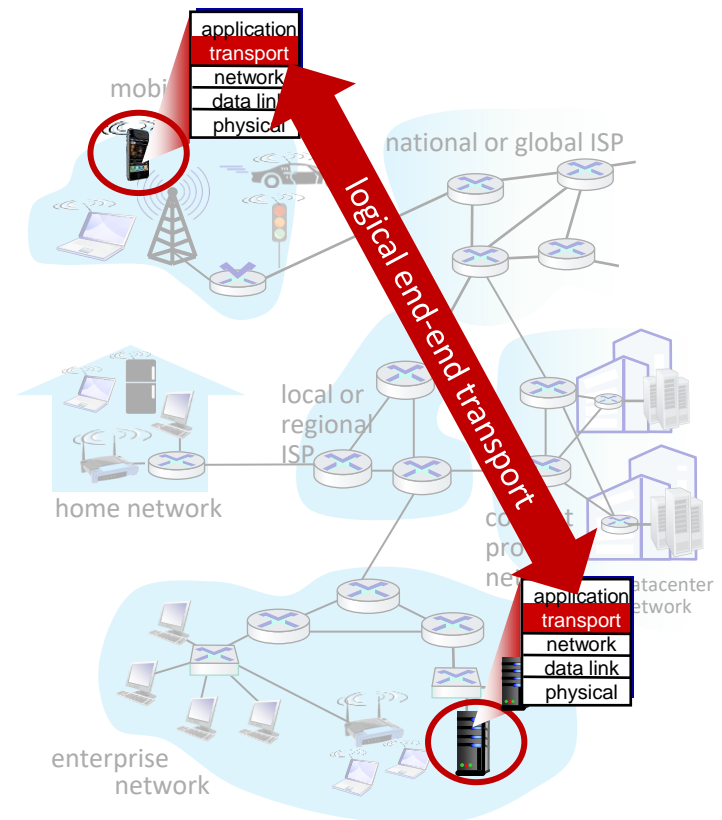 application
transport
network
data link
physical
national or global ISP
logical end-end transport
local or
regional
ISP
home network
application
transport
network
data link
physical
enterprise
network